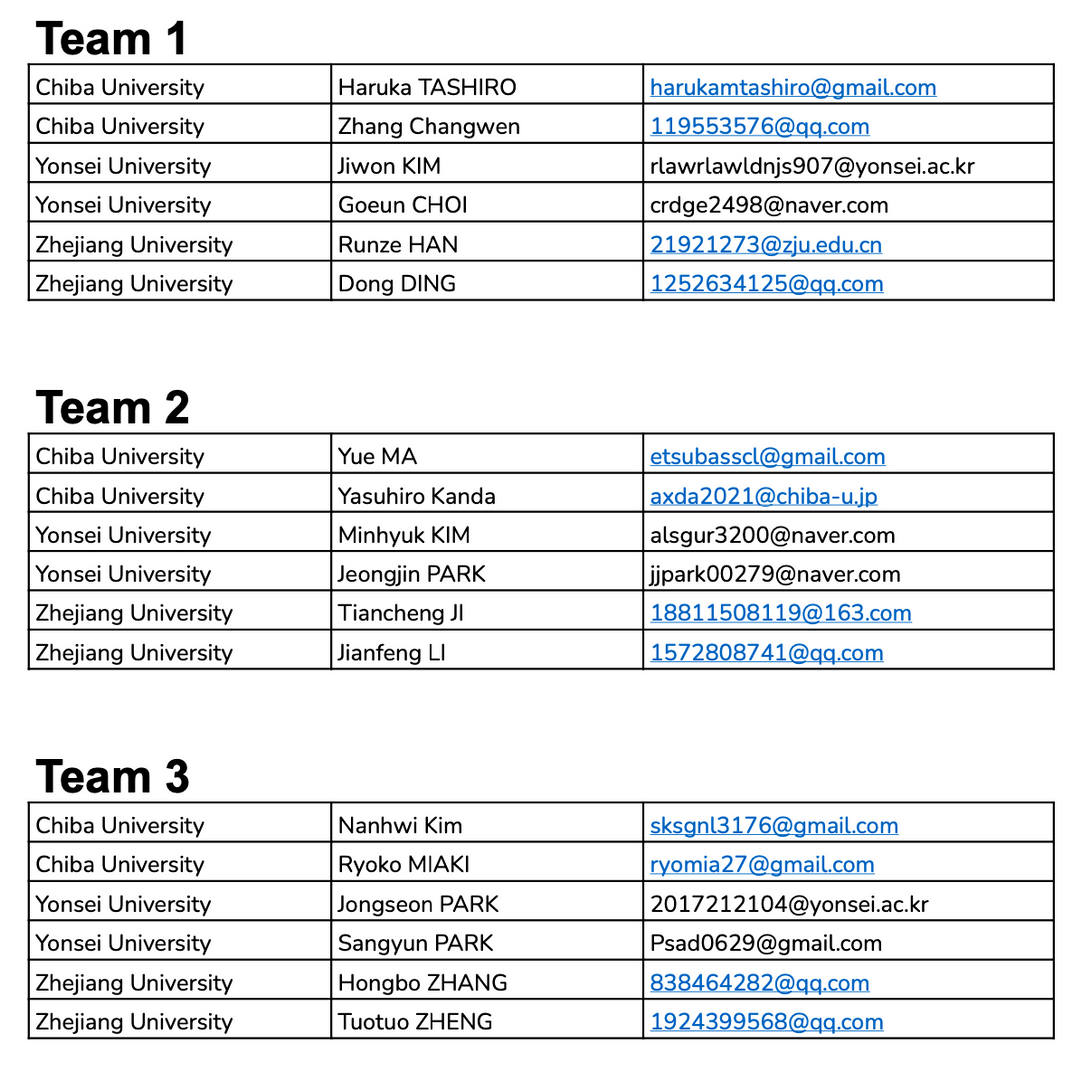 Team 1
Chiba University Haruka TASHIRO harukamtashiro@gmail.com
Chiba University Zhang Changwen 119553576@qq.com
Yonsei University Jiwon KIM rlawrlawldnjs907@yonsei.ac.kr
Yonsei University Goeun CHOI crdge2498@naver.com
Zhejiang University Runze HAN 21921273@zju.edu.cn
Zhejiang University Dong DING 1252634125@qq.com
Team 2
Chiba University Yue MA etsubasscl@gmail.com
Chiba University Yasuhiro Kanda axda2021@chiba-u.jp
Yonsei University Minhyuk KIM alsgur3200@naver.com
Yonsei University Jeongjin PARK jjpark00279@naver.com
Zhejiang University Tiancheng JI 18811508119@163.com
Zhejiang University Jianfeng LI 1572808741@qq.com
Team 3
Chiba University Nanhwi Kim sksgnl3176@gmail.com
Chiba University Ryoko MIAKI ryomia27@gmail.com
Yonsei University Jongseon PARK 2017212104@yonsei.ac.kr
Yonsei University Sangyun PARK Psad0629@gmail.com
Zhejiang University Hongbo ZHANG 838464282@qq.com
Zhejiang University Tuotuo ZHENG 1924399568@qq.com